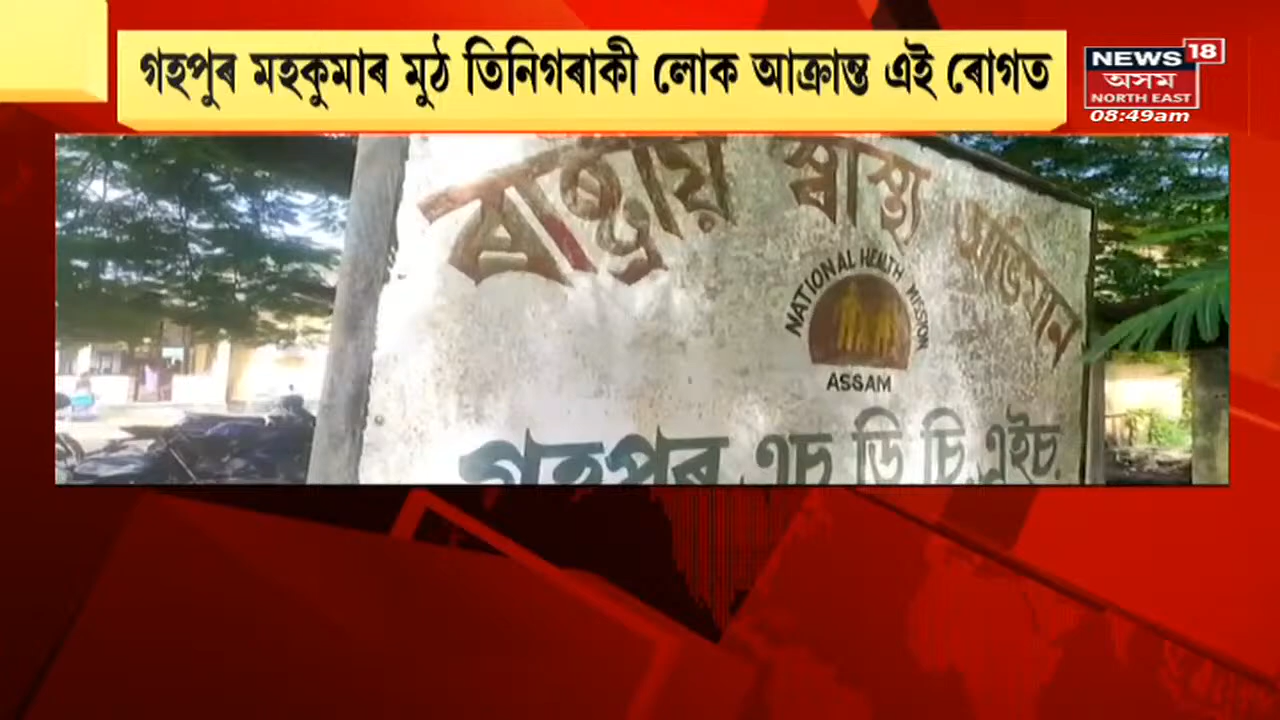 গহপুৰ মহকুমাৰ মুঠ তিনিগৰাকী লোক আক্ৰান্ত এই ৰোগত
NEWS 18
অসম
NORTH EAST
08:49am
ৰাষ্ট্ৰীয় স্বাস্থ্য অভিযান
NATIONAL HEALTH MISSION
ASSAM
গহপুৰ এচ ডি চি.এইচ.